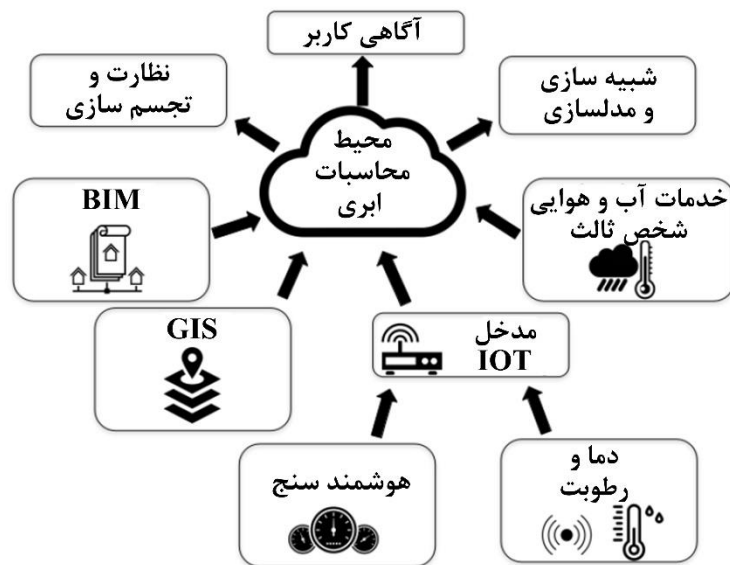 آگاهی کاربر
نظارت و
تجسم سازی
شبیه سازی
و مدلسازی
محیط
محاسبات
ابری
BIM
خدمات آب و هوایی
شخص ثالث
GIS
مدخل
IOT
هوشمند سنج
دما و
رطوبت